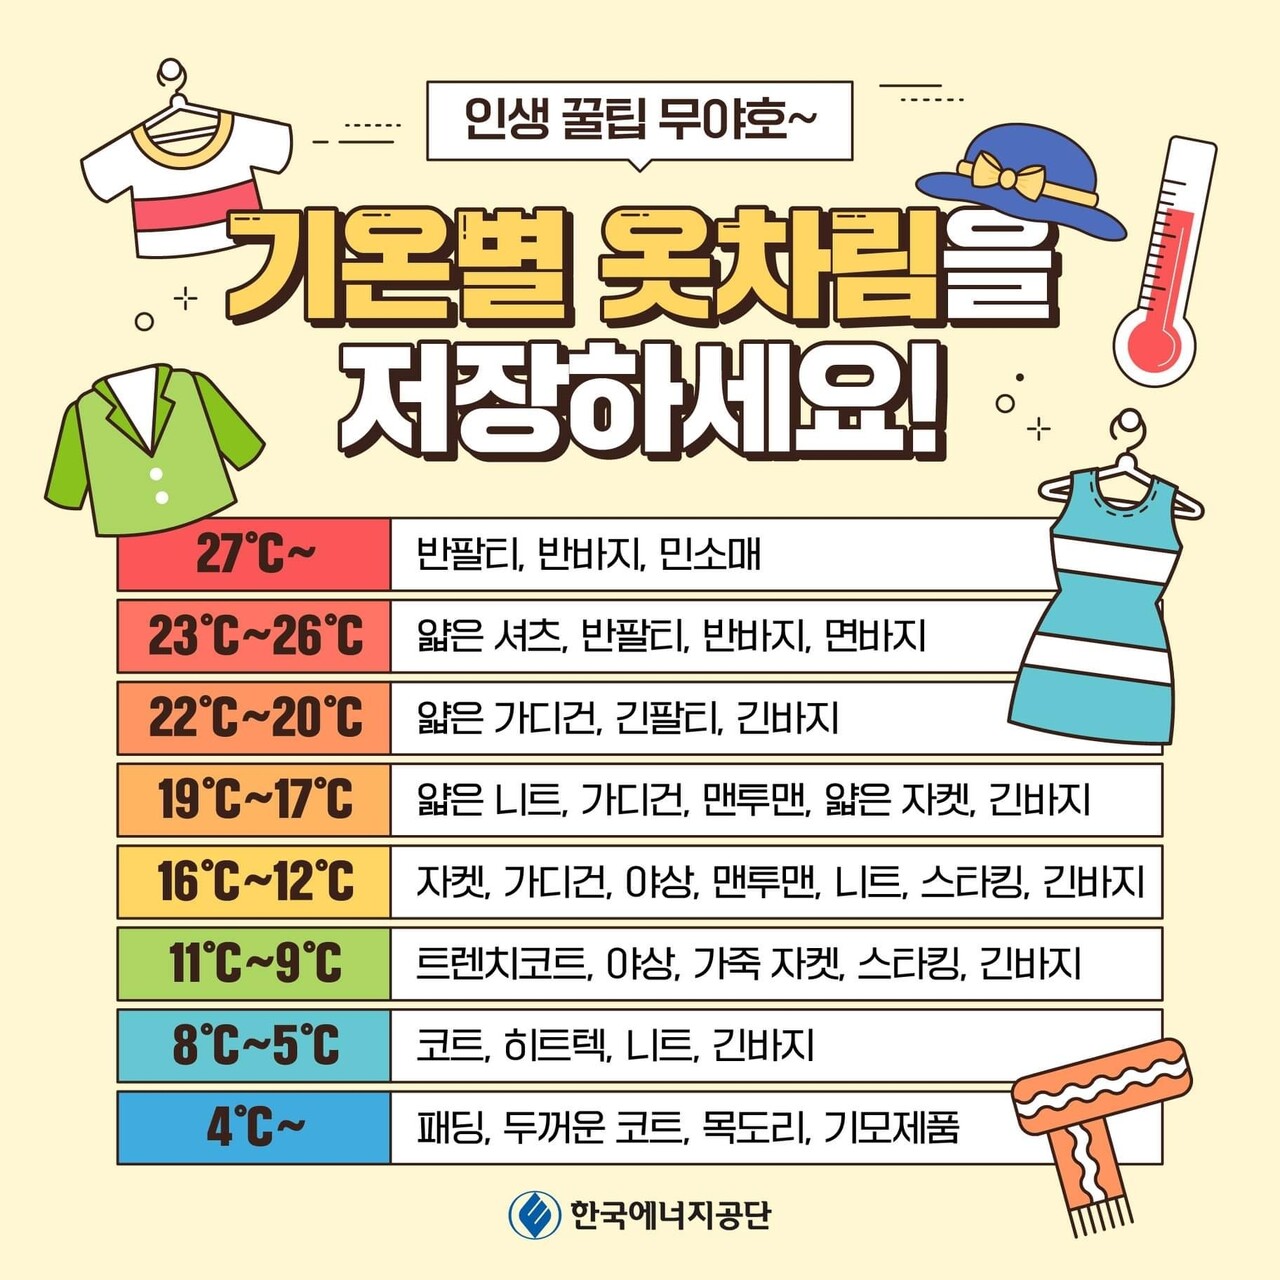 인생 꿀팁 무야호~
기온별 옷차림을
저장하세요!
27℃~ 반팔티, 반바지, 민소매
23℃~26℃ 얇은 셔츠, 반팔티, 반바지, 면바지
22℃~20℃ 얇은 가디건, 긴팔티, 긴바지
19℃~17℃ 얇은 니트, 가디건, 맨투맨, 얇은 자켓, 긴바지
16℃~12℃ 자켓, 가디건, 야상, 맨투맨, 니트, 스타킹, 긴바지
11℃~9℃ 트렌치코트, 야상, 가죽 자켓, 스타킹, 긴바지
8℃~5℃ 코트, 히트텍, 니트, 긴바지
4℃~ 패딩, 두꺼운 코트, 목도리, 기모제품
한국에너지공단